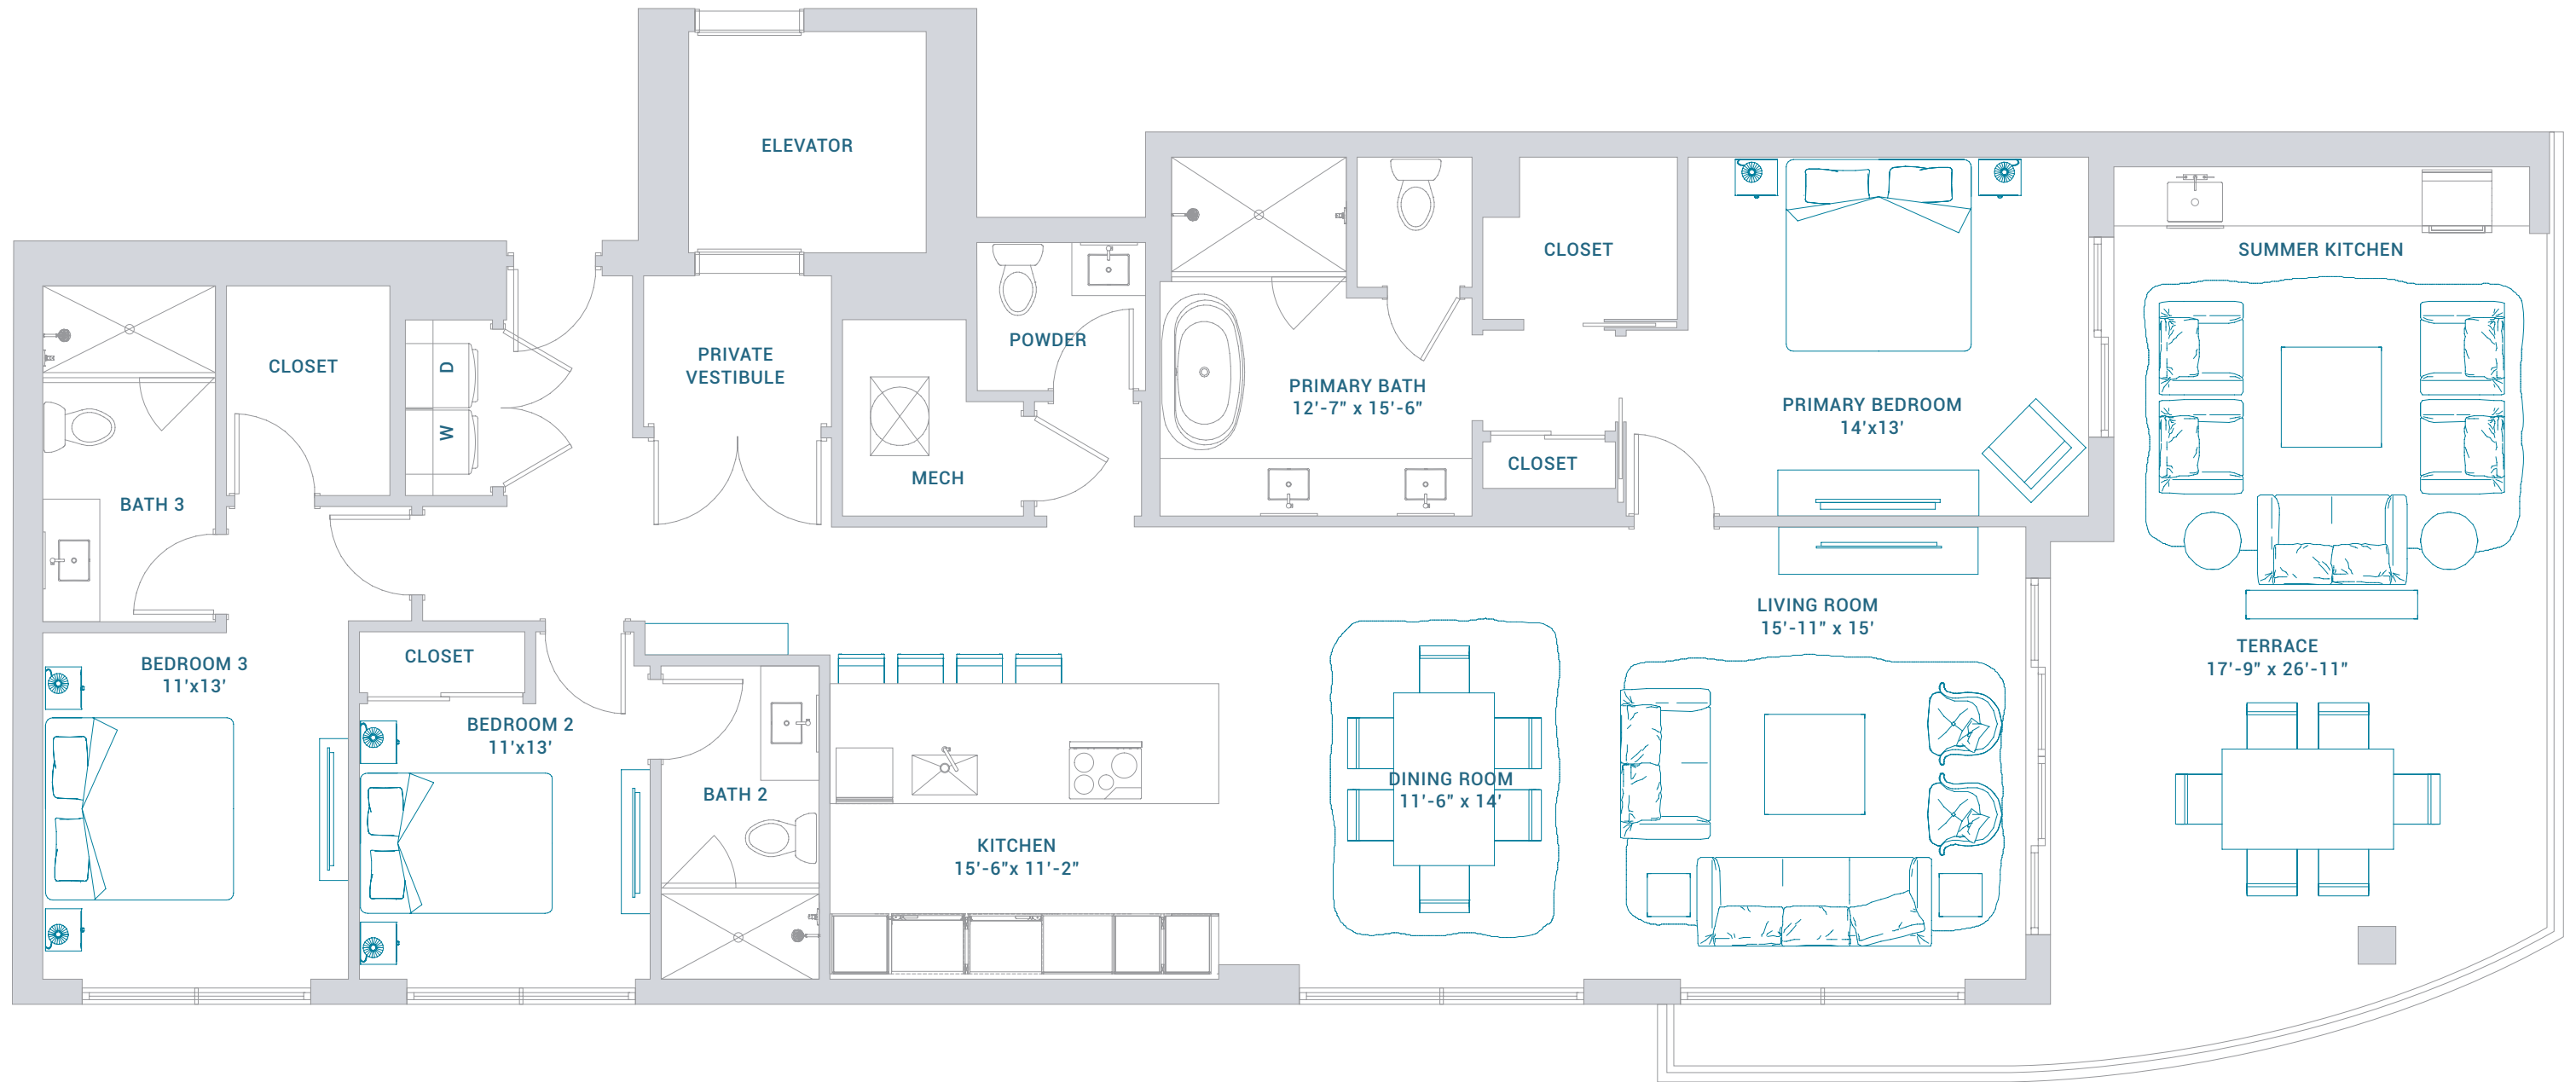 ELEVATOR
CLOSET
SUMMER KITCHEN
POWDER
PRIVATE
VESTIBULE
CLOSET
D
W
PRIMARY BATH
12'-7" x 15'-6"
PRIMARY BEDROOM
14'x13'
CLOSET
MECH
BATH 3
LIVING ROOM
15'-11" x 15'
TERRACE
17'-9" x 26'-11"
CLOSET
BEDROOM 3
11'x13'
BEDROOM 2
11'x13'
BATH 2
DINING ROOM
11'-6" x 14'
KITCHEN
15'-6"x 11'-2"